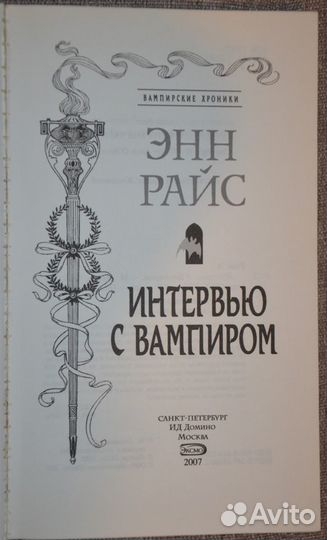 ВАМПИРСКИЕ ХРОНИКИ
ЭНН
РАЙС
ИНТЕРВЬЮ
С ВАМПИРОМ
САНКТ-ПЕТЕРБУРГ
ИД ДОМИНО
МОСКВА
ЭКСМО
2007
Avito